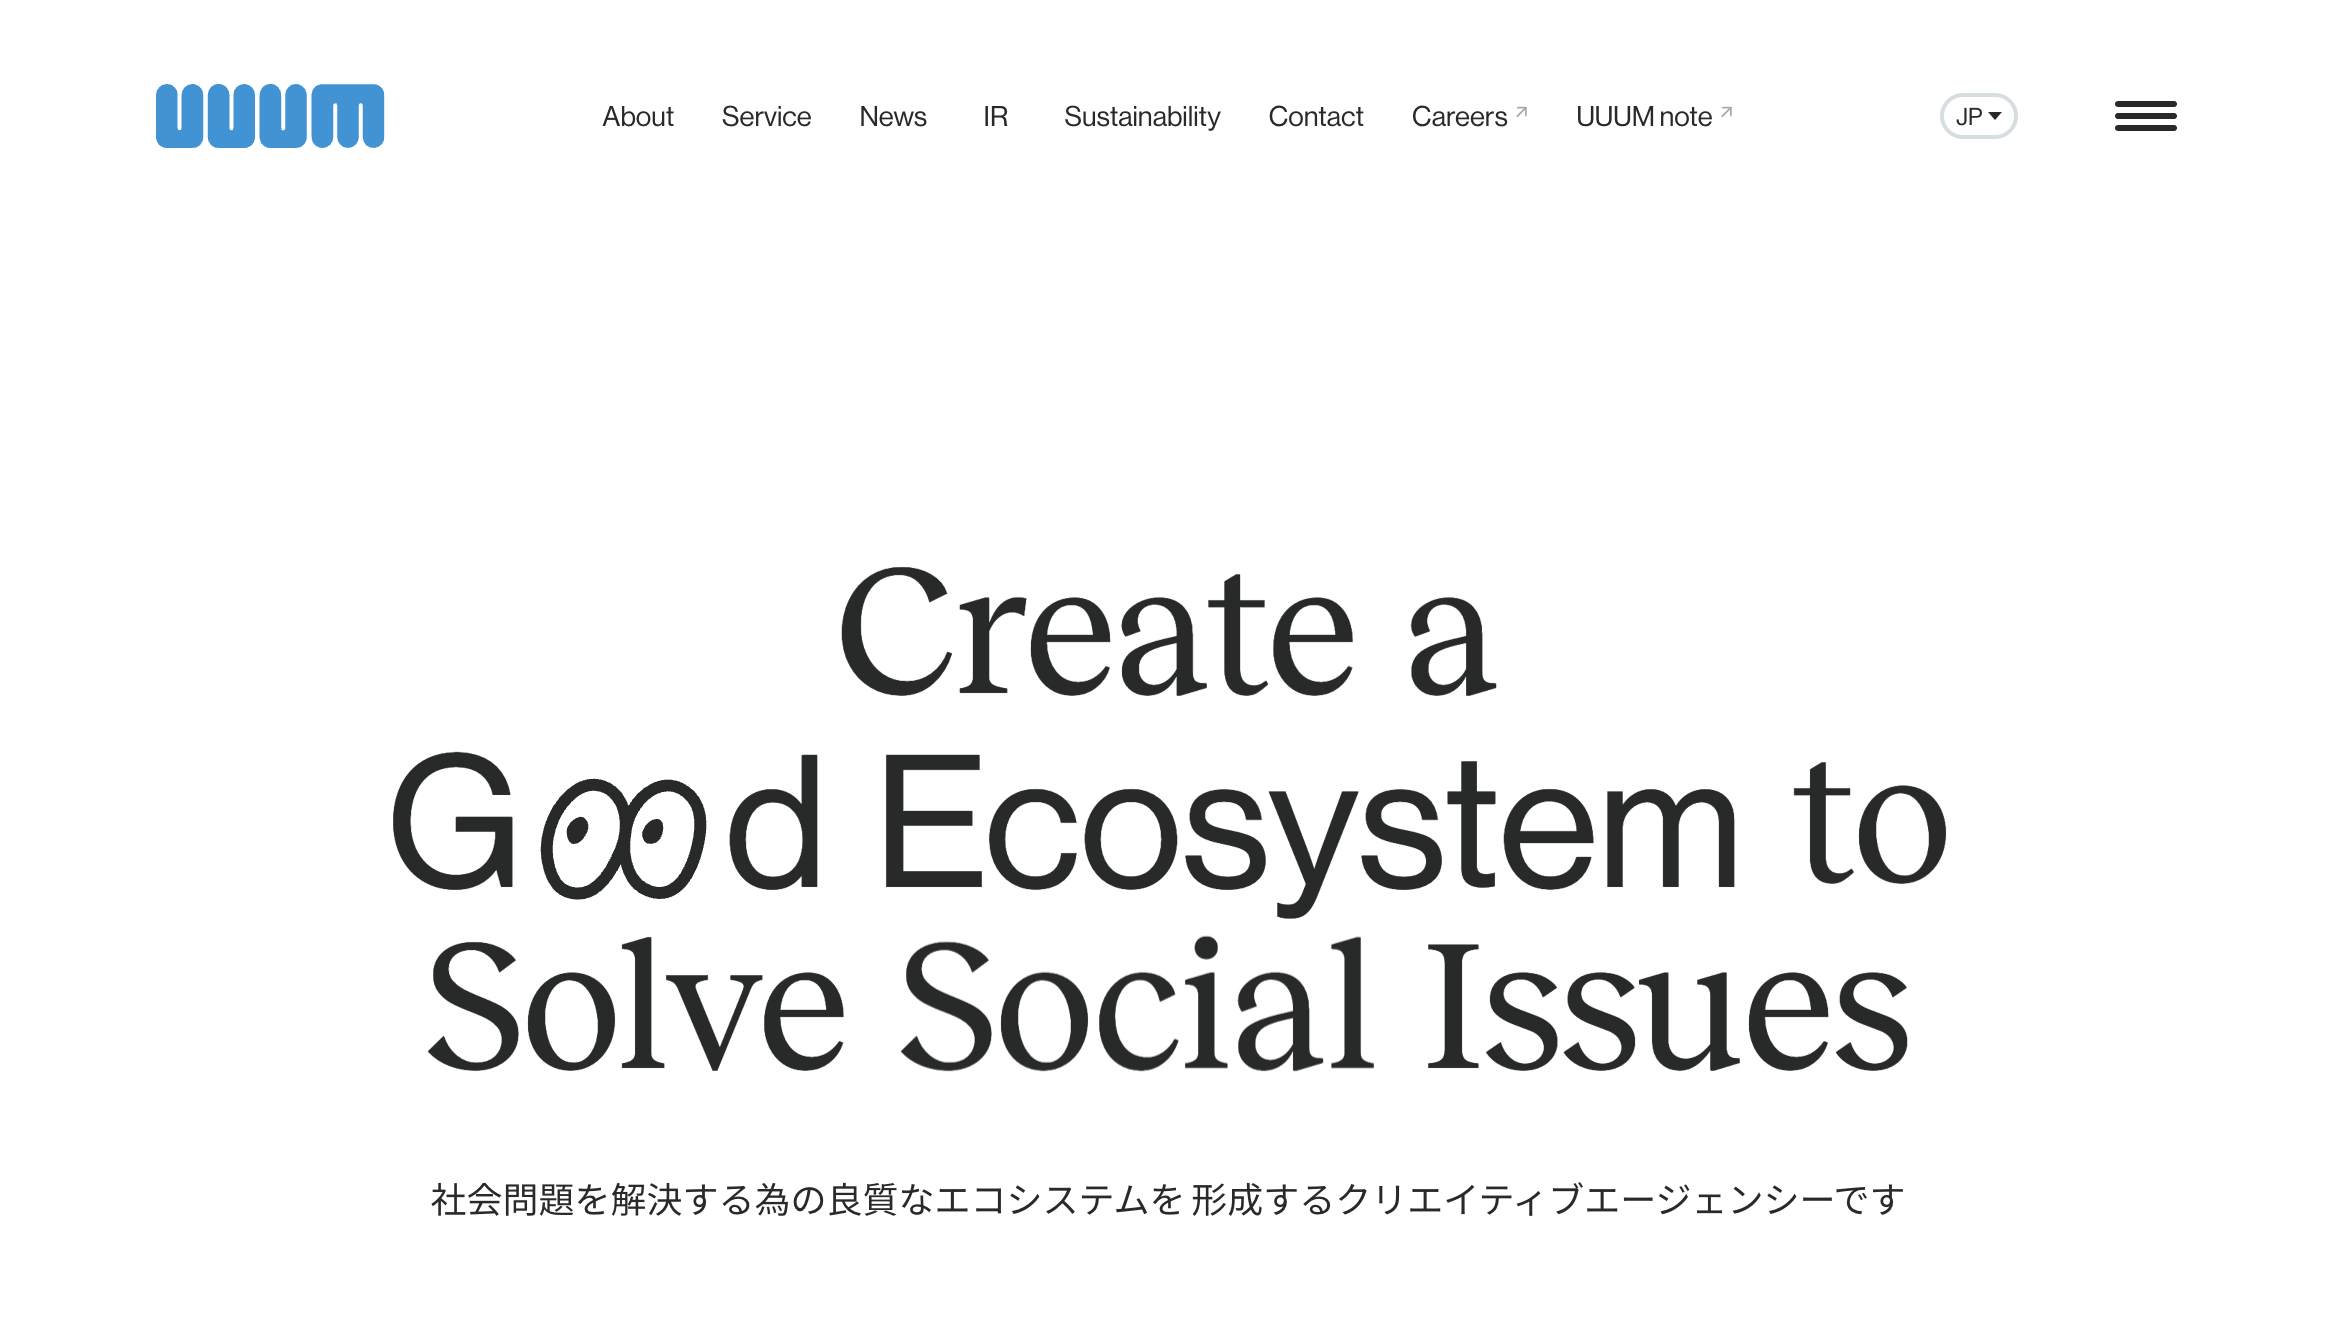 UUUM
About Service News IR Sustainability Contact Careers UUUM note JP
Create a
Good Ecosystem to
Solve Social Issues
社会問題を解決する為の良質なエコシステムを 形成するクリエイティブエージェンシーです